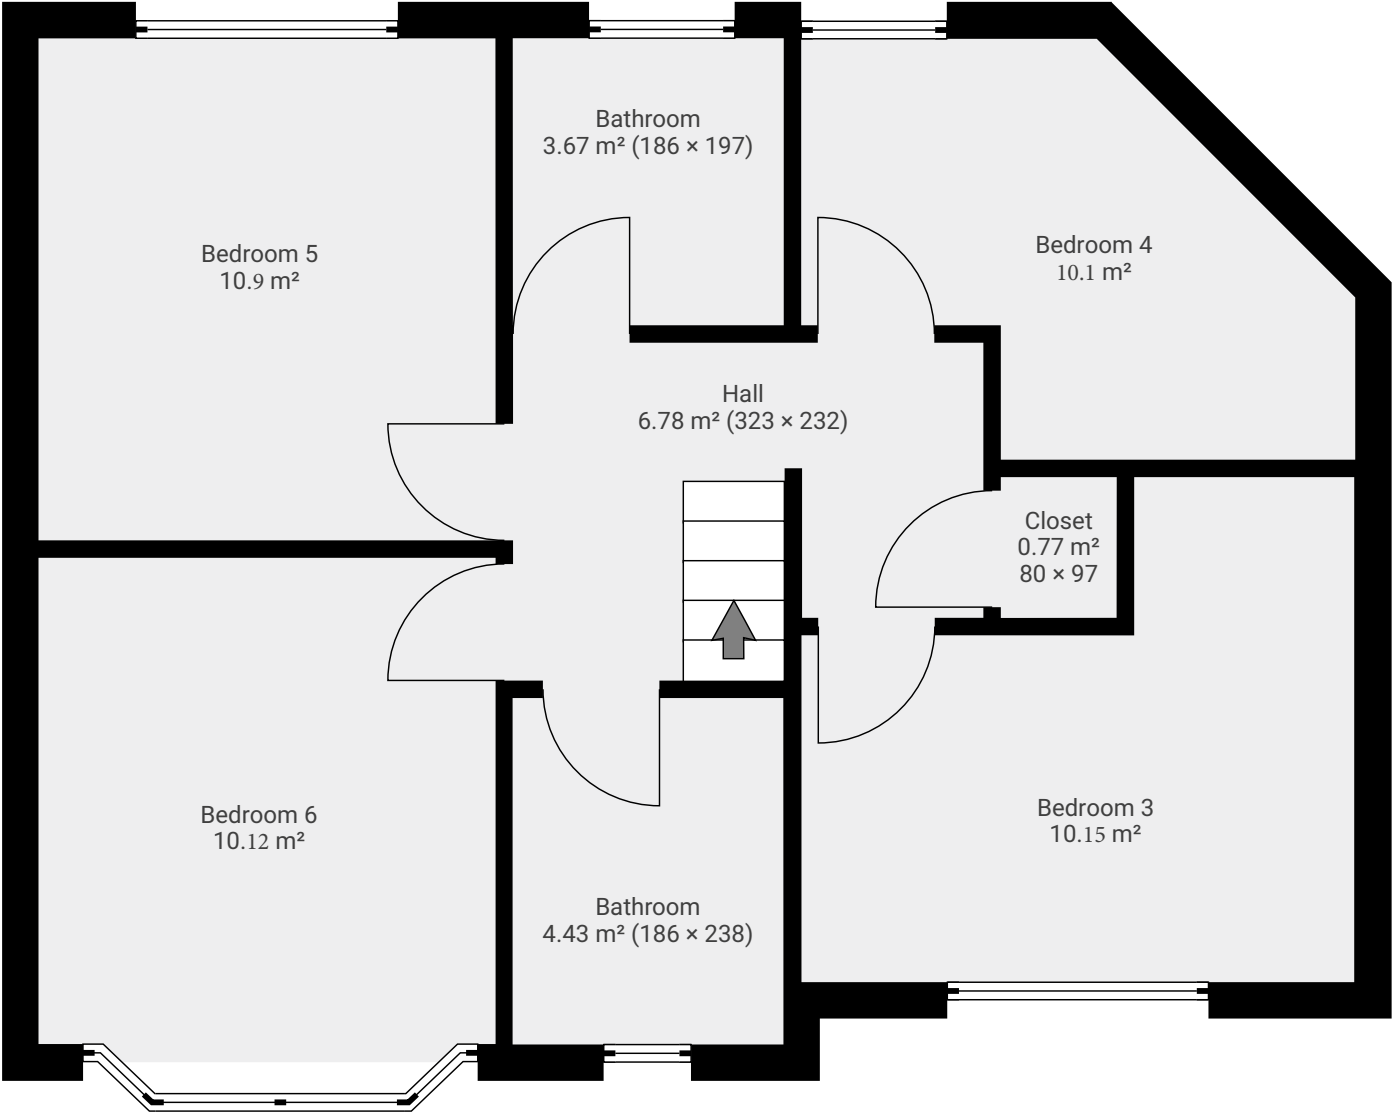 Bathroom
3.67 m² (186 × 197)
Bedroom 5
10.9 m²
Bedroom 4
10.1 m²
Hall
6.78 m² (323 × 232)
Closet
0.77 m²
80 × 97
Bedroom 6
10.12 m²
Bedroom 3
10.15 m²
Bathroom
4.43 m² (186 × 238)